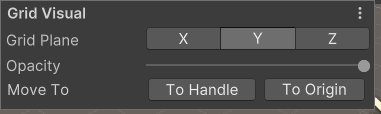 Grid Visual
Grid Plane X Y Z
Opacity
Move To To Handle To Origin